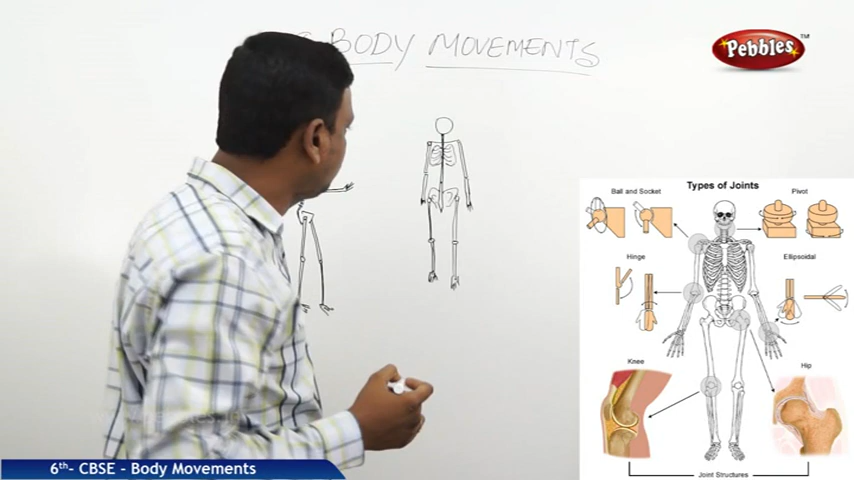 BODY MOVEMENTS
Pebbles
TM
Types of Joints
Ball and Socket
Pivot
Hinge
Ellipsoidal
Knee
Hip
Joint Structures
6th- CBSE - Body Movements